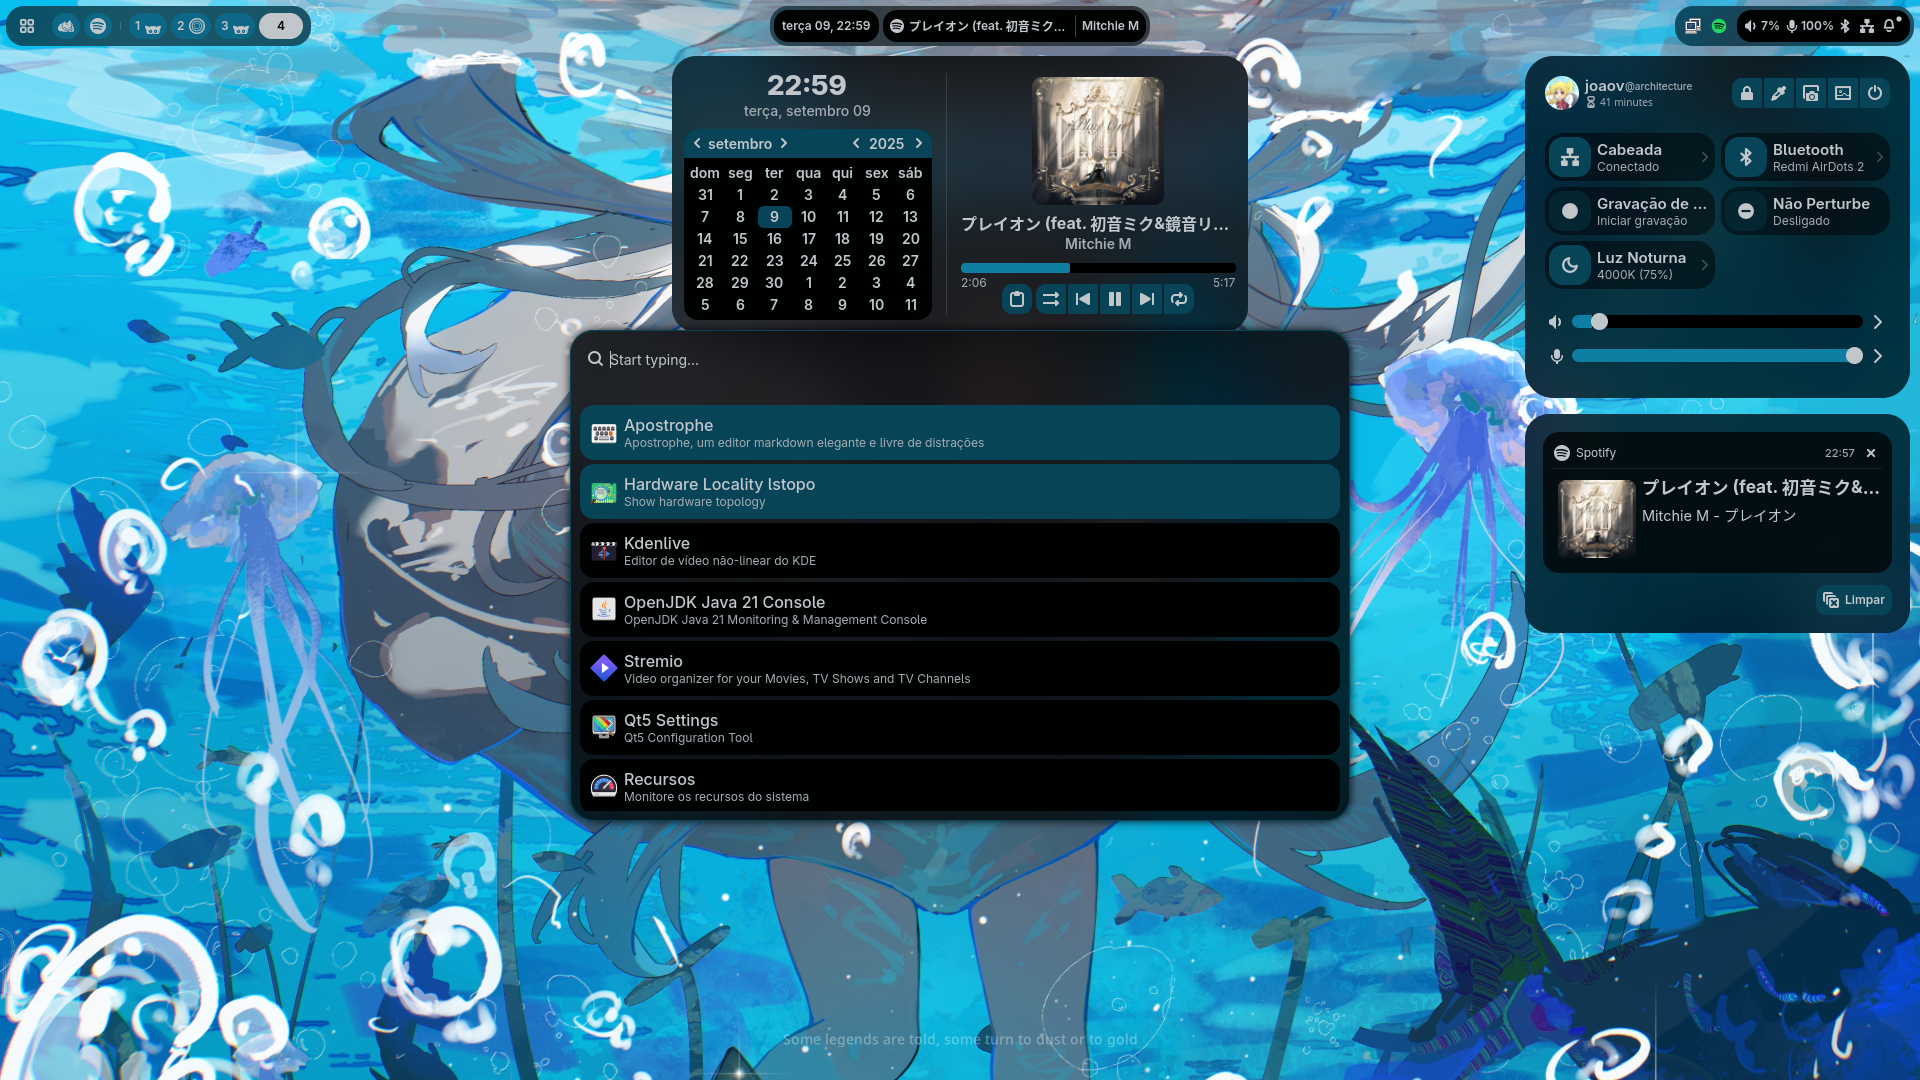 1
2
3
4
terça 09, 22:59
プレイオン (feat. 初音ミク...
Mitchie M
7%
100%
22:59
terça, setembro 09
setembro
2025
dom seg ter qua qui sex sáb
31 1 2 3 4 5 6
7 8 9 10 11 12 13
14 15 16 17 18 19 20
21 22 23 24 25 26 27
28 29 30 1 2 3 4
5 6 7 8 9 10 11
プレイオン (feat. 初音ミク&鏡音リ...
Mitchie M
2:06
5:17
joaov@architecture
41 minutes
Cabeada
Conectado
Bluetooth
Redmi AirDots 2
Gravação de ...
Iniciar gravação
Não Perturbe
Desligado
Luz Noturna
4000K (75%)
Spotify
22:57
プレイオン (feat. 初音ミク&...
Mitchie M - プレイオン
Limpar
Start typing...
Apostrophe
Apostrophe, um editor markdown elegante e livre de distrações
Hardware Locality lstopo
Show hardware topology
Kdenlive
Editor de vídeo não-linear do KDE
OpenJDK Java 21 Console
OpenJDK Java 21 Monitoring & Management Console
Stremio
Video organizer for your Movies, TV Shows and TV Channels
Qt5 Settings
Qt5 Configuration Tool
Recursos
Monitore os recursos do sistema
Some legends are told, some turn to dust or to gold